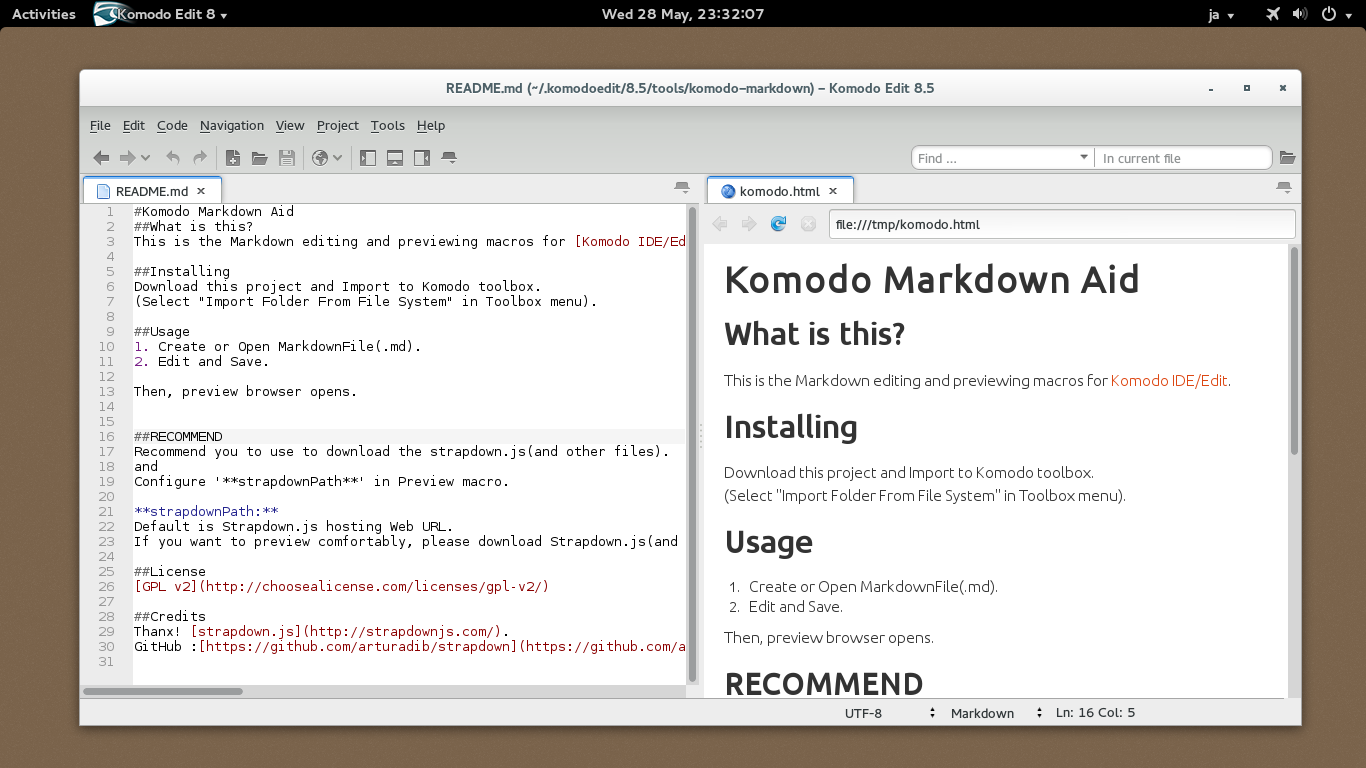 Activities Komodo Edit 8 Wed 28 May, 23:32:07 ja
README.md (~/.komodoedit/8.5/tools/komodo-markdown) – Komodo Edit 8.5
File Edit Code Navigation View Project Tools Help
Find ... In current file
README.md
1 #Komodo Markdown Aid
2 ##What is this?
3 This is the Markdown editing and previewing macros for [Komodo IDE/Ed
4
5 ##Installing
6 Download this project and Import to Komodo toolbox.
7 (Select "Import Folder From File System" in Toolbox menu).
8
9 ##Usage
10 1. Create or Open MarkdownFile(.md).
11 2. Edit and Save.
12
13 Then, preview browser opens.
14
15
16 ##RECOMMEND
17 Recommend you to use to download the strapdown.js(and other files).
18 and
19 Configure '**strapdownPath**' in Preview macro.
20
21 **strapdownPath:**
22 Default is Strapdown.js hosting Web URL.
23 If you want to preview comfortably, please download Strapdown.js(and
24
25 ##License
26 [GPL v2](http://choosealicense.com/licenses/gpl-v2/)
27
28 ##Credits
29 Thanx! [strapdown.js](http://strapdownjs.com/).
30 GitHub :[https://github.com/arturadib/strapdown](https://github.com/a
31
komodo.html
file:///tmp/komodo.html
Komodo Markdown Aid
What is this?
This is the Markdown editing and previewing macros for Komodo IDE/Edit.
Installing
Download this project and Import to Komodo toolbox.
(Select "Import Folder From File System" in Toolbox menu).
Usage
1. Create or Open MarkdownFile(.md).
2. Edit and Save.
Then, preview browser opens.
RECOMMEND
UTF-8 Markdown Ln: 16 Col: 5